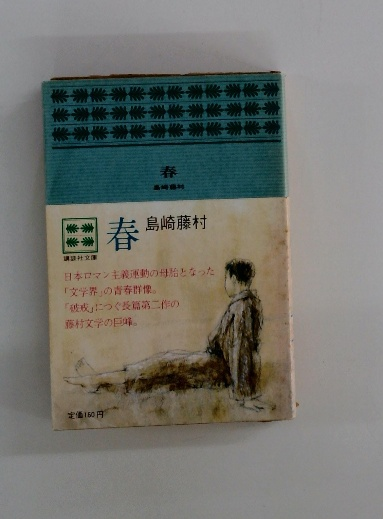 春
島崎藤村
春 島崎藤村
講談社文庫
日本ロマン主義運動の母胎となった
「文学界」の青春群像。
「破戒」につぐ長篇第二作の
藤村文学の巨峰。
定価160円